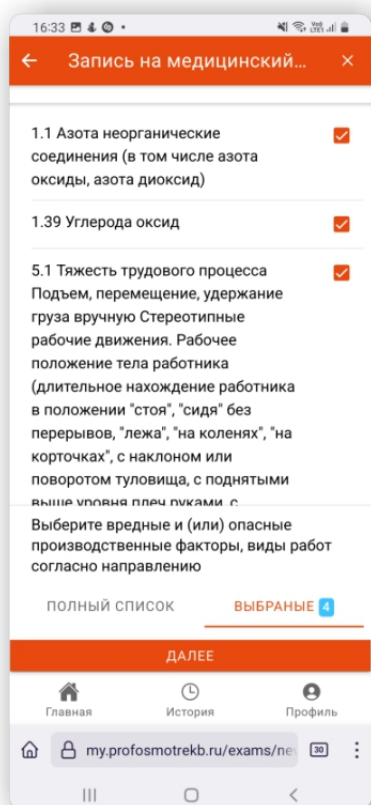 16:33
Запись на медицинский...
1.1 Азота неорганические
соединения (в том числе азота
оксиды, азота диоксид)
1.39 Углерода оксид
5.1 Тяжесть трудового процесса
Подъем, перемещение, удержание
груза вручную Стереотипные
рабочие движения. Рабочее
положение тела работника
(длительное нахождение работника
в положении "стоя", "сидя" без
перерывов, "лежа", "на коленях", "на
корточках", с наклоном или
поворотом туловища, с поднятыми
выше уровня плеч руками, с
Выберите вредные и (или) опасные
производственные факторы, виды работ
согласно направлению
ПОЛНЫЙ СПИСОК
ВЫБРАНЫЕ 4
ДАЛЕЕ
Главная
История
Профиль
my.profosmotrekb.ru/exams/ne
30